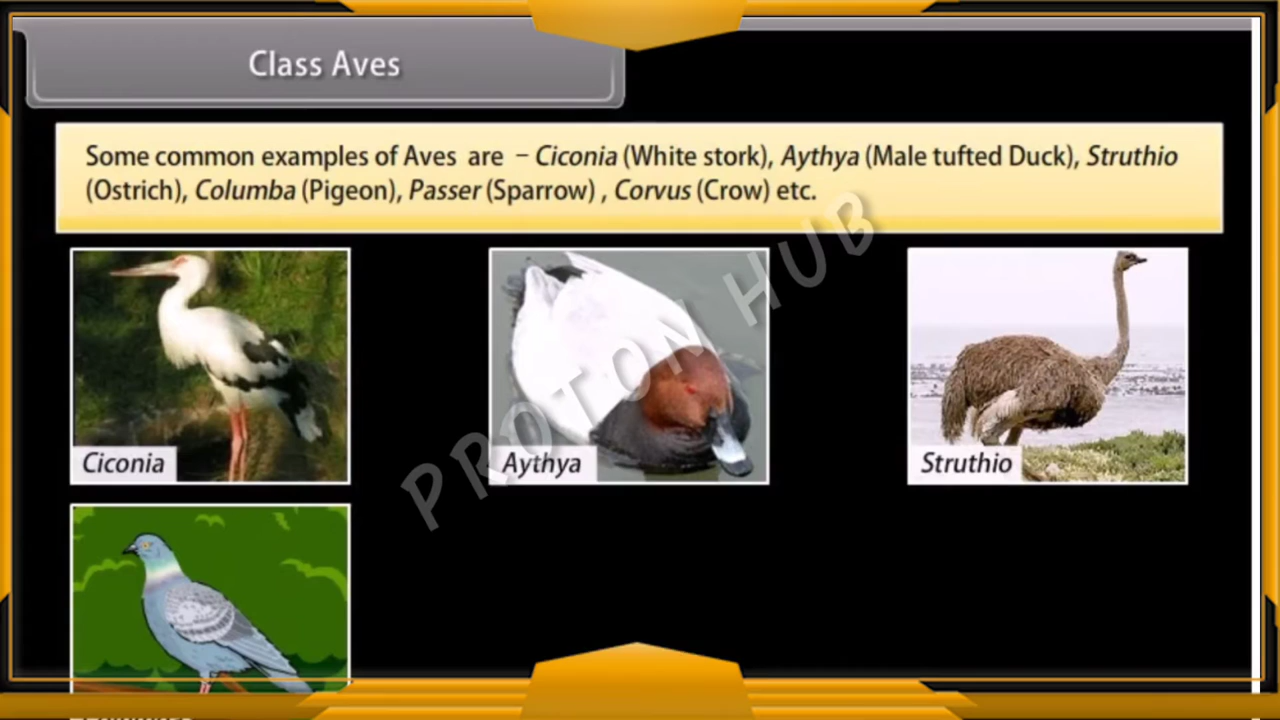 Class Aves
Some common examples of Aves are – Ciconia (White stork), Aythya (Male tufted Duck), Struthio
(Ostrich), Columba (Pigeon), Passer (Sparrow) , Corvus (Crow) etc.
PROTON HUB
Ciconia
Aythya
Struthio